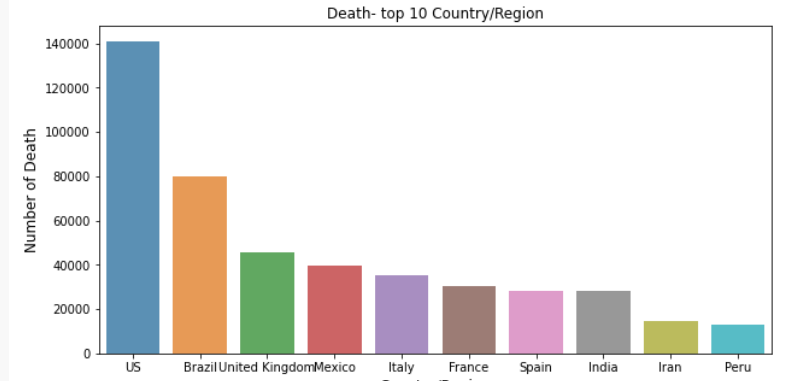 Death- top 10 Country/Region
Number of Death
140000
120000
100000
80000
60000
40000
20000
0
US Brazil United Kingdom Mexico Italy France Spain India Iran Peru